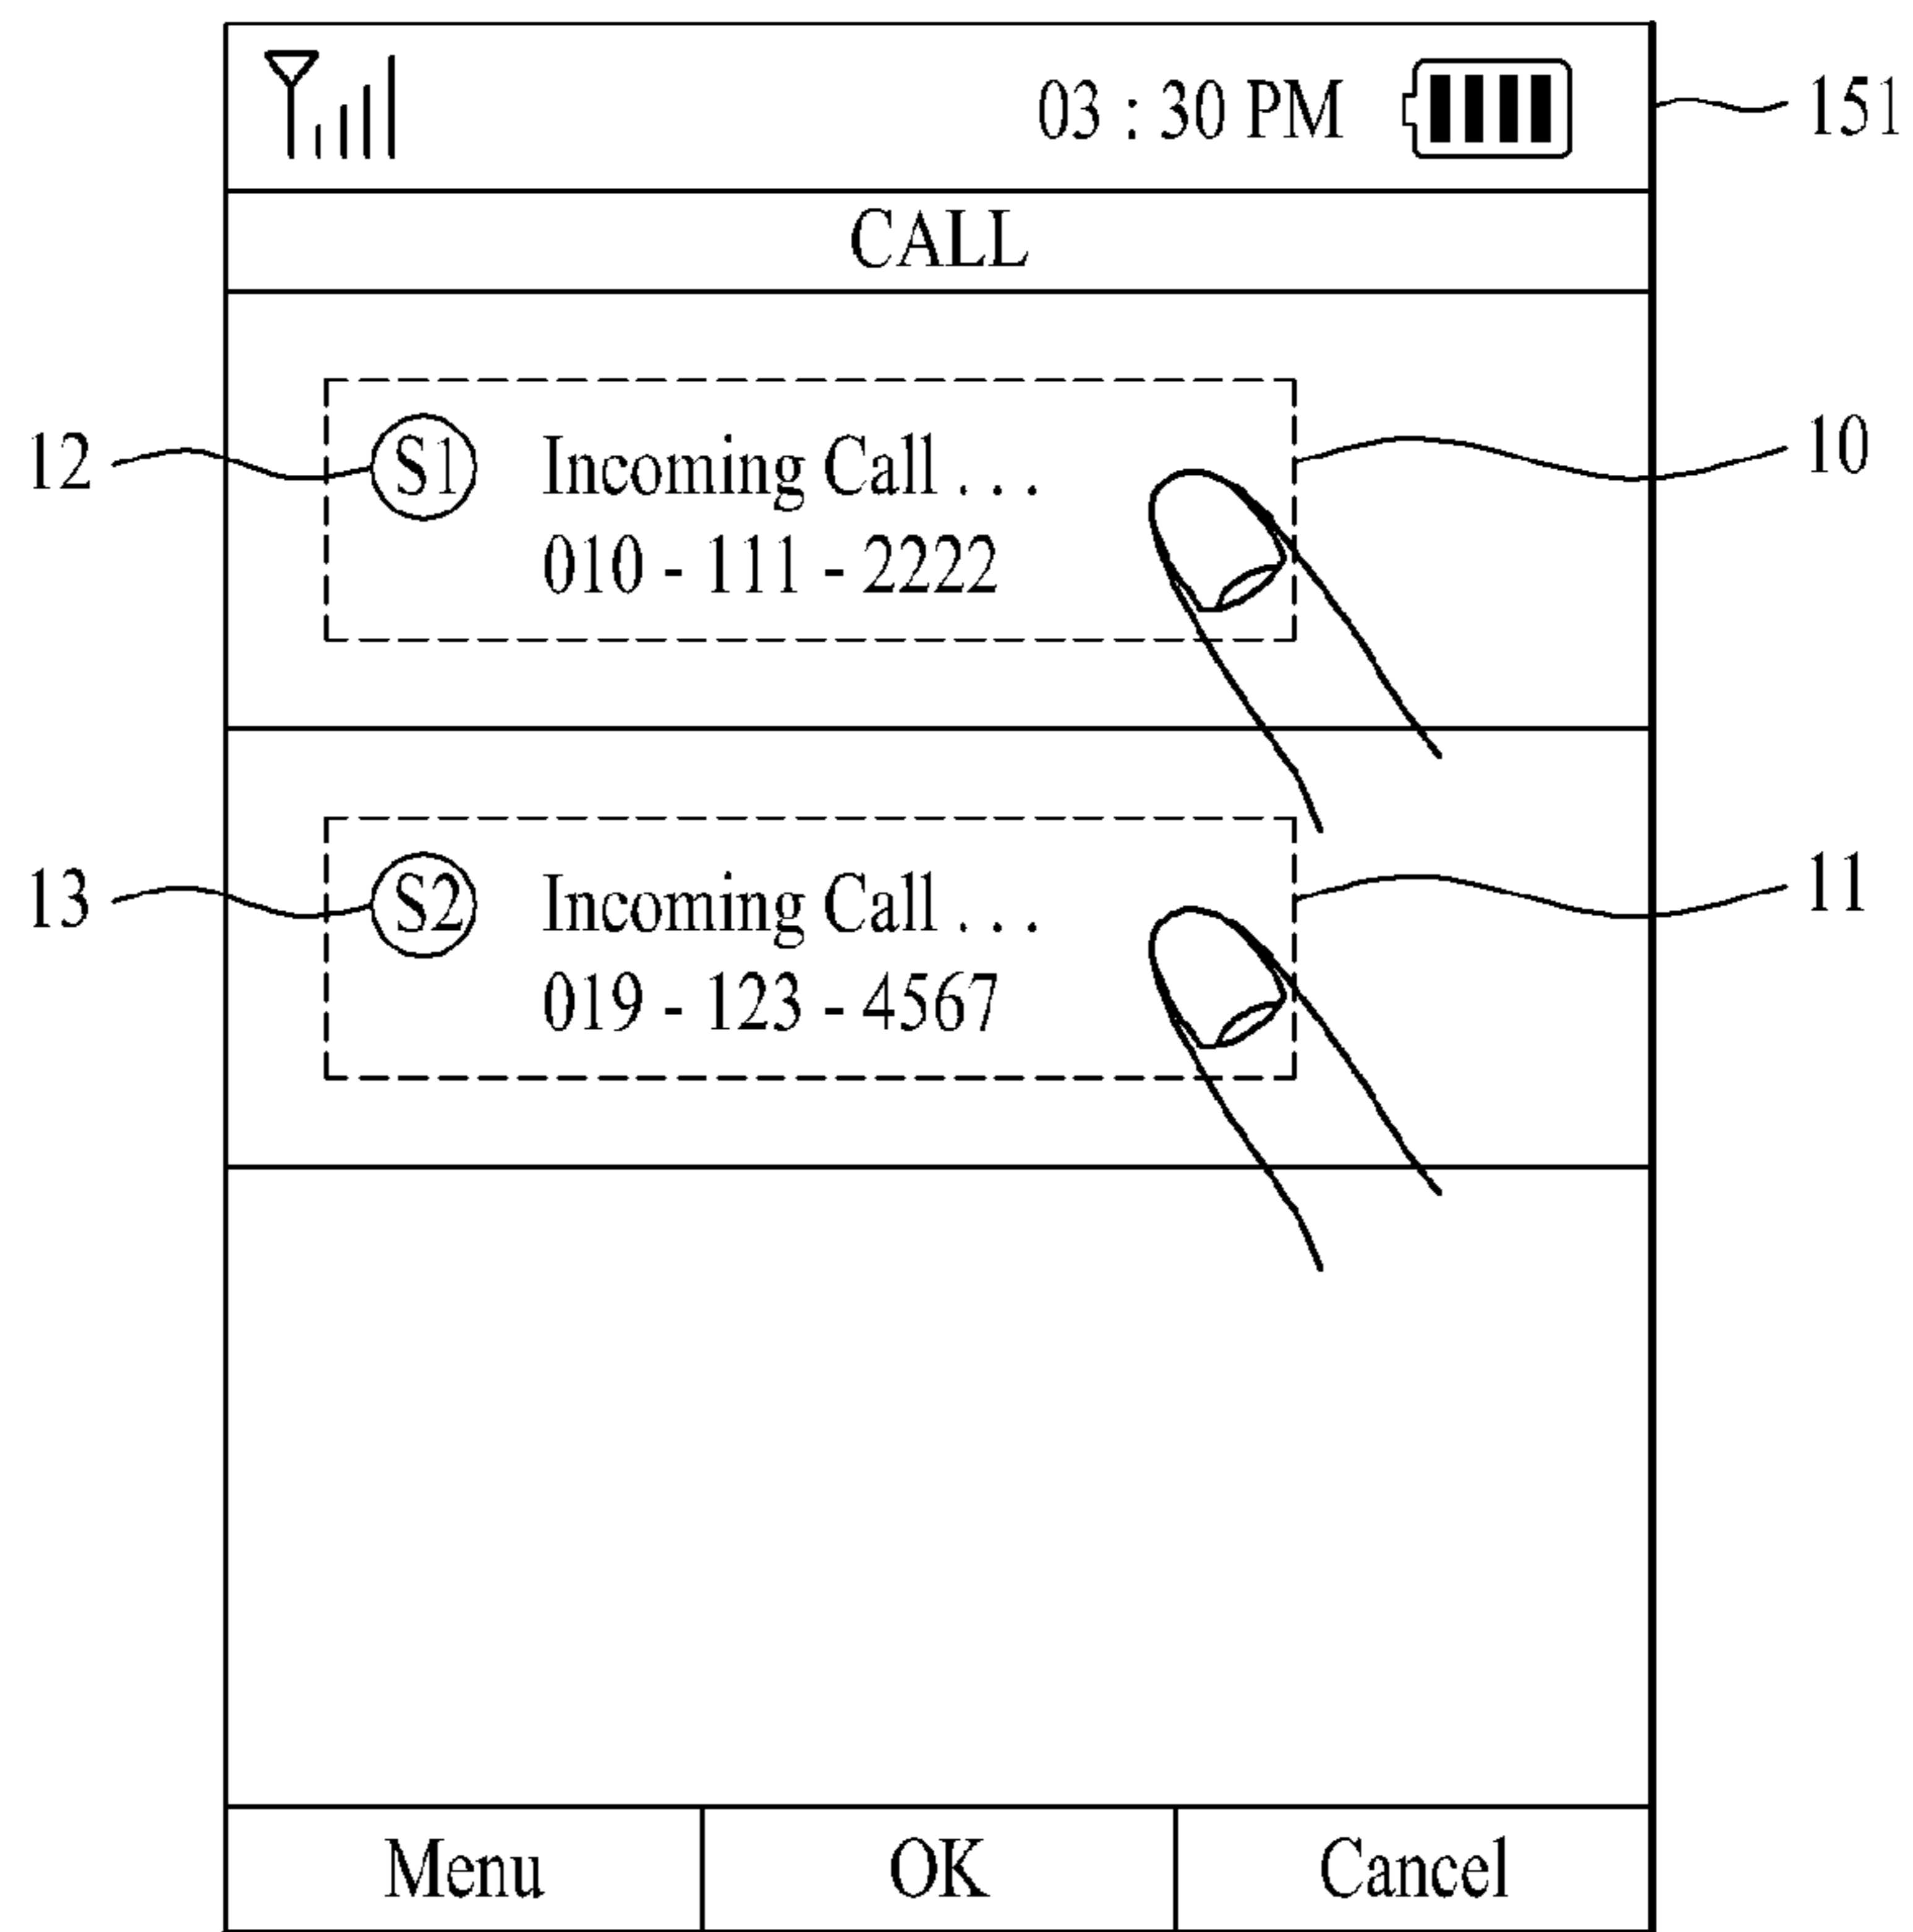 03 : 30 PM
151
CALL
12
S1
Incoming Call . . .
10
010 - 111 - 2222
13
S2
Incoming Call . . .
11
019 - 123 - 4567
Menu
OK
Cancel